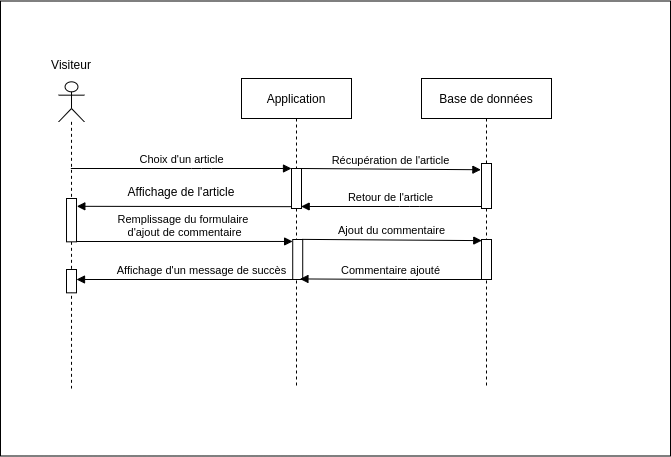 Visiteur
Application
Base de données
Choix d'un article
Récupération de l'article
Affichage de l'article
Retour de l'article
Remplissage du formulaire
d'ajout de commentaire
Ajout du commentaire
Affichage d'un message de succès
Commentaire ajouté